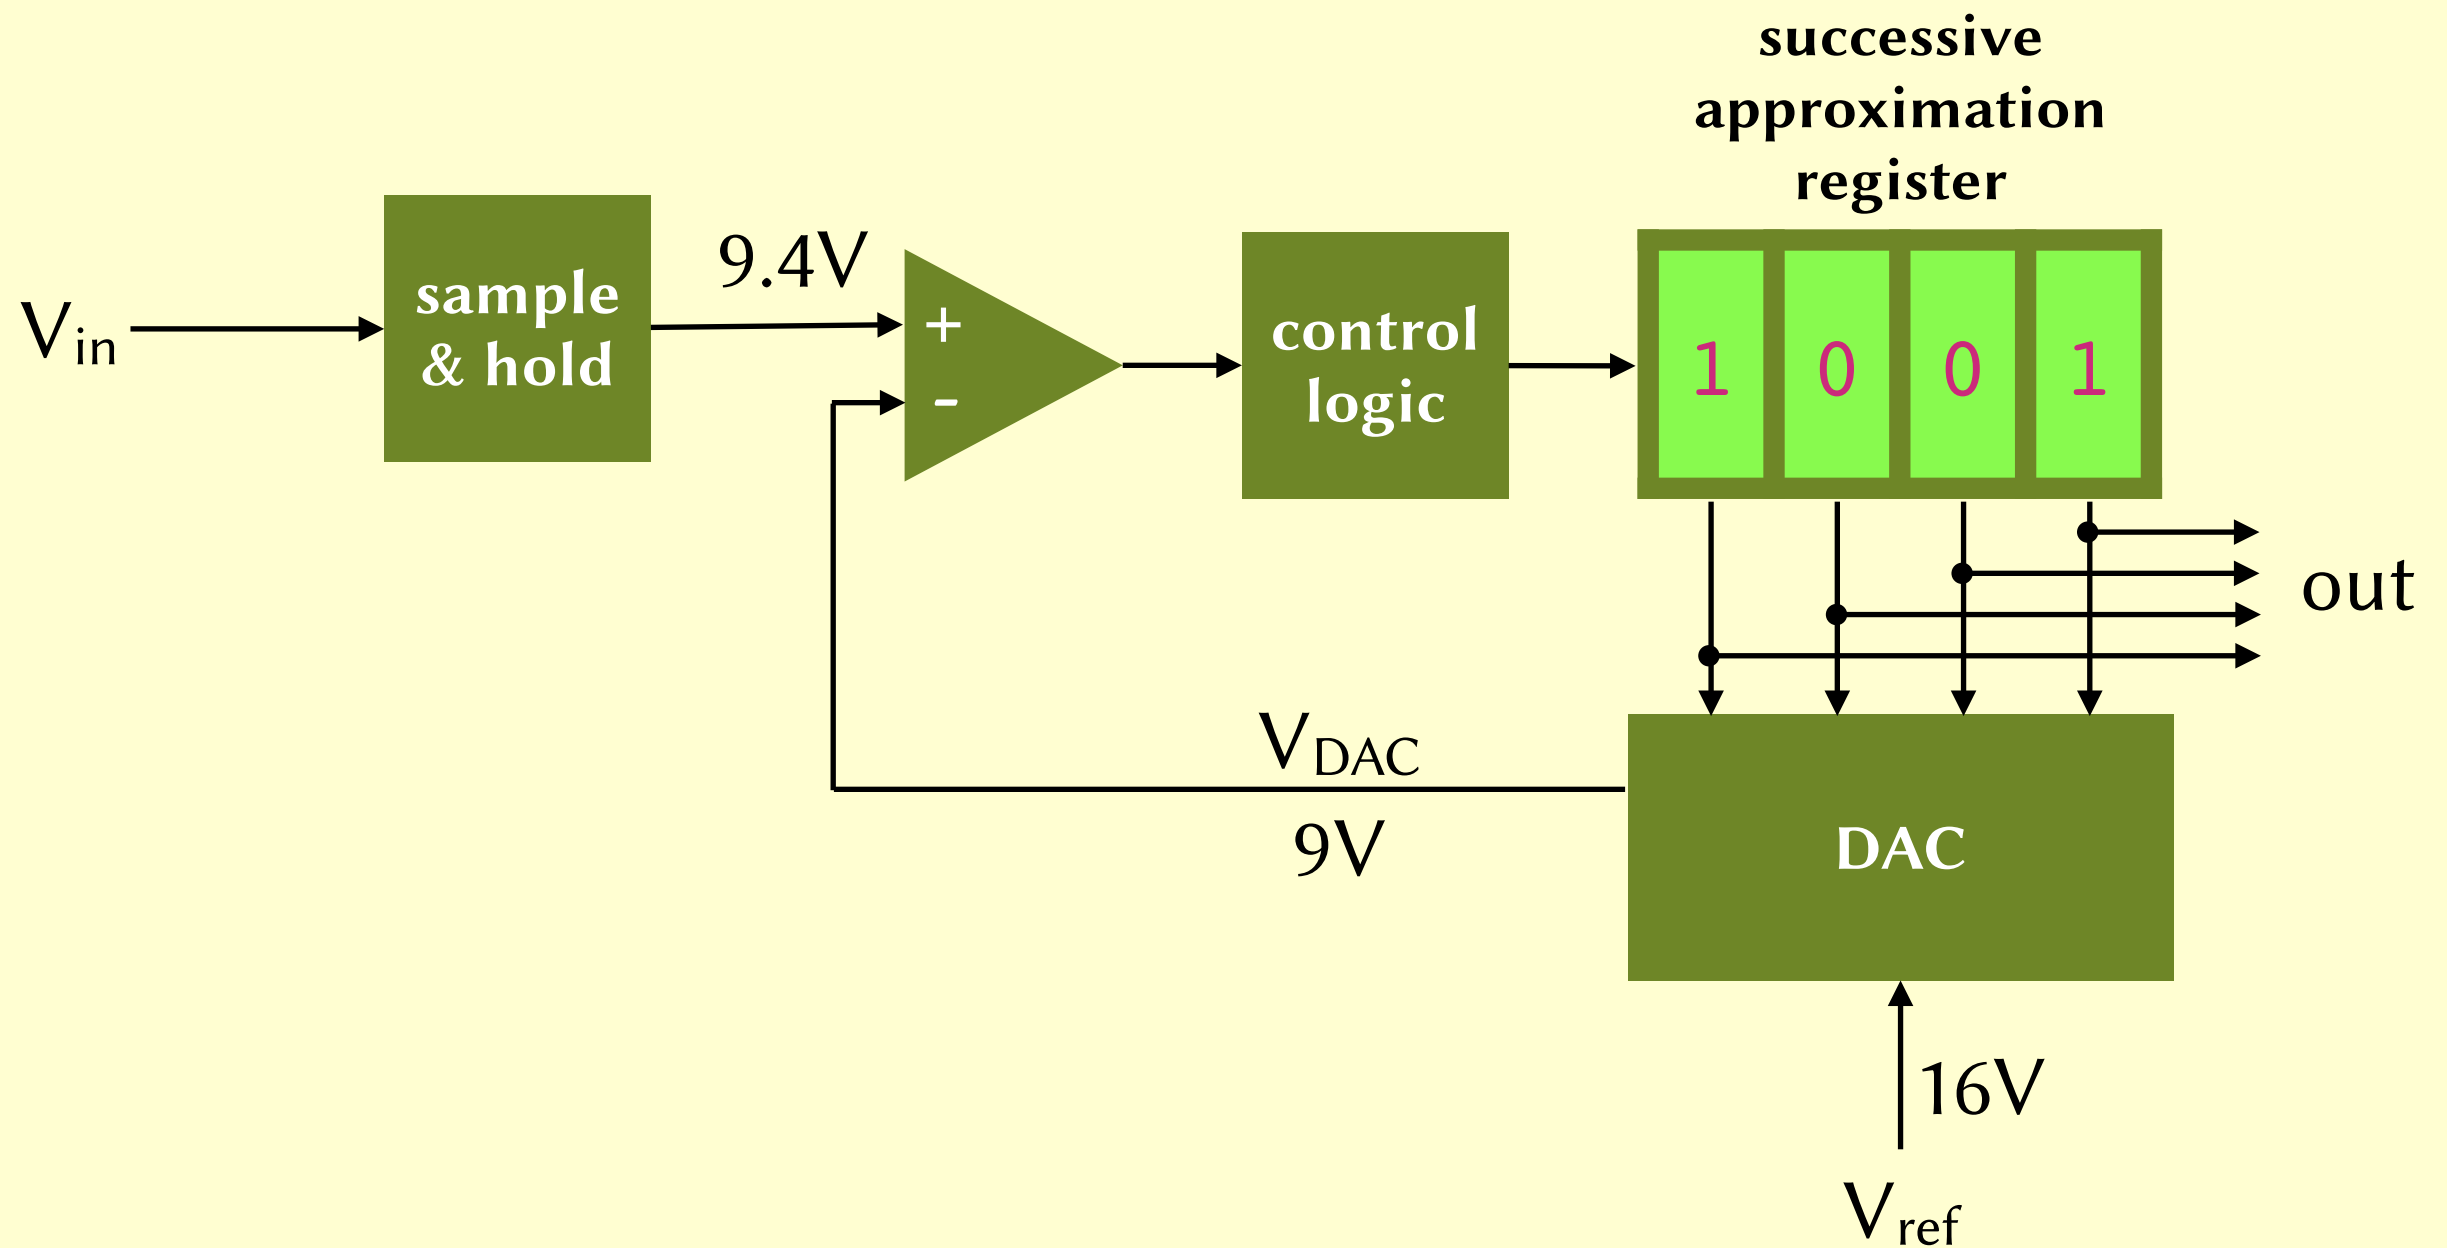 successive
approximation
register
sample
& hold
9.4V
Vin
+
-
control
logic
1 0 0 1
out
VDAC
9V
DAC
16V
Vref